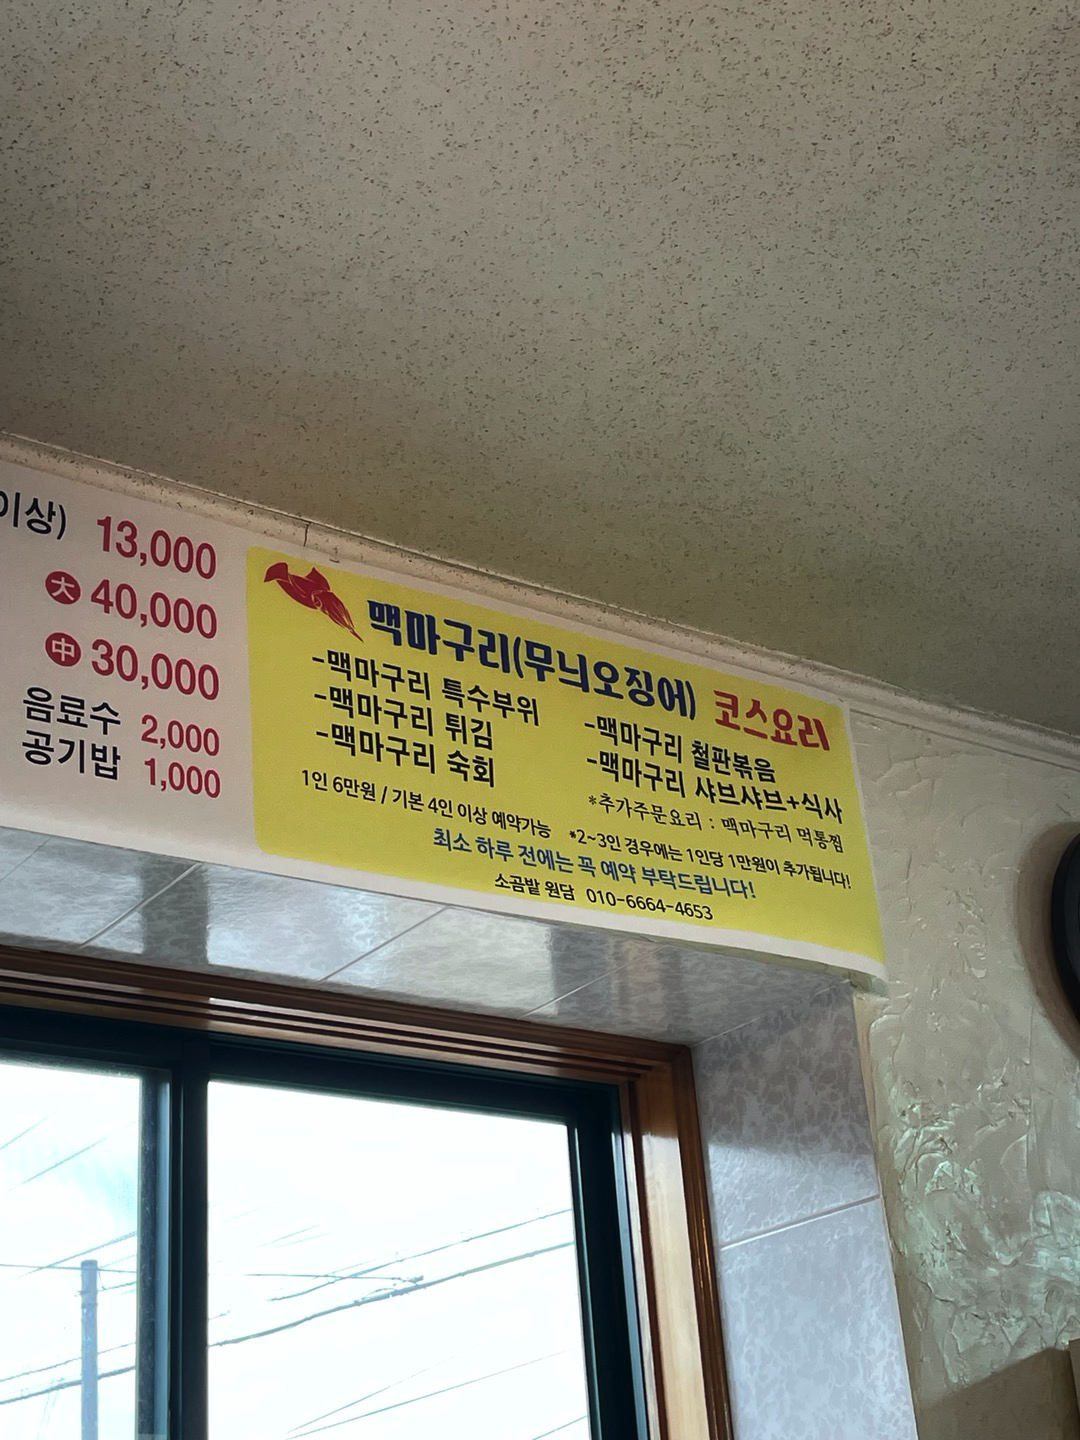 이상) 13,000
大 40,000
中 30,000
음료수 2,000
공기밥 1,000
맥마구리(무늬오징어) 코스요리
-맥마구리 특수부위
-맥마구리 튀김
-맥마구리 숙회
-맥마구리 철판볶음
-맥마구리 샤브샤브+식사
*추가주문요리 : 맥마구리 먹통찜
1인 6만원 / 기본 4인 이상 예약가능 *2~3인 경우에는 1인당 1만원이 추가됩니다!
최소 하루 전에는 꼭 예약 부탁드립니다!
소곰밭 원담 010-6664-4653